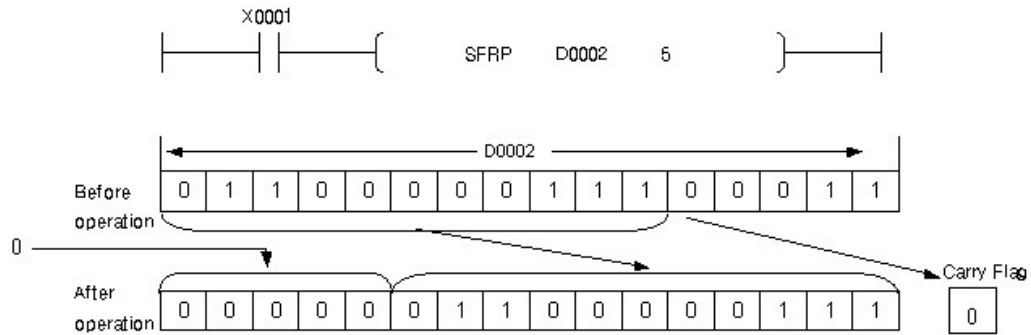 X0001
SFRP D0002 5
D0002
Before operation
0 1 1 0 0 0 0 0 1 1 1 0 0 0 1 1
0
Carry Flag
After operation
0 0 0 0 0 0 1 1 0 0 0 0 0 1 1 1
0